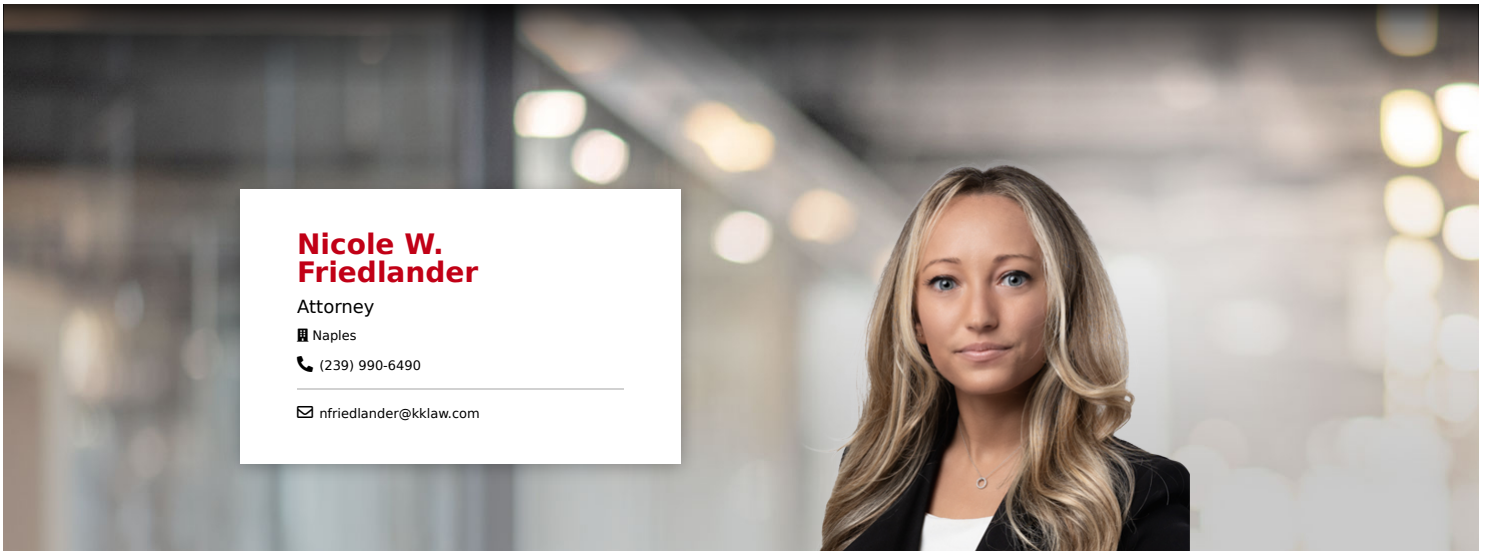 Nicole W.
Friedlander
Attorney
Naples
(239) 990-6490
nfriedlander@kklaw.com